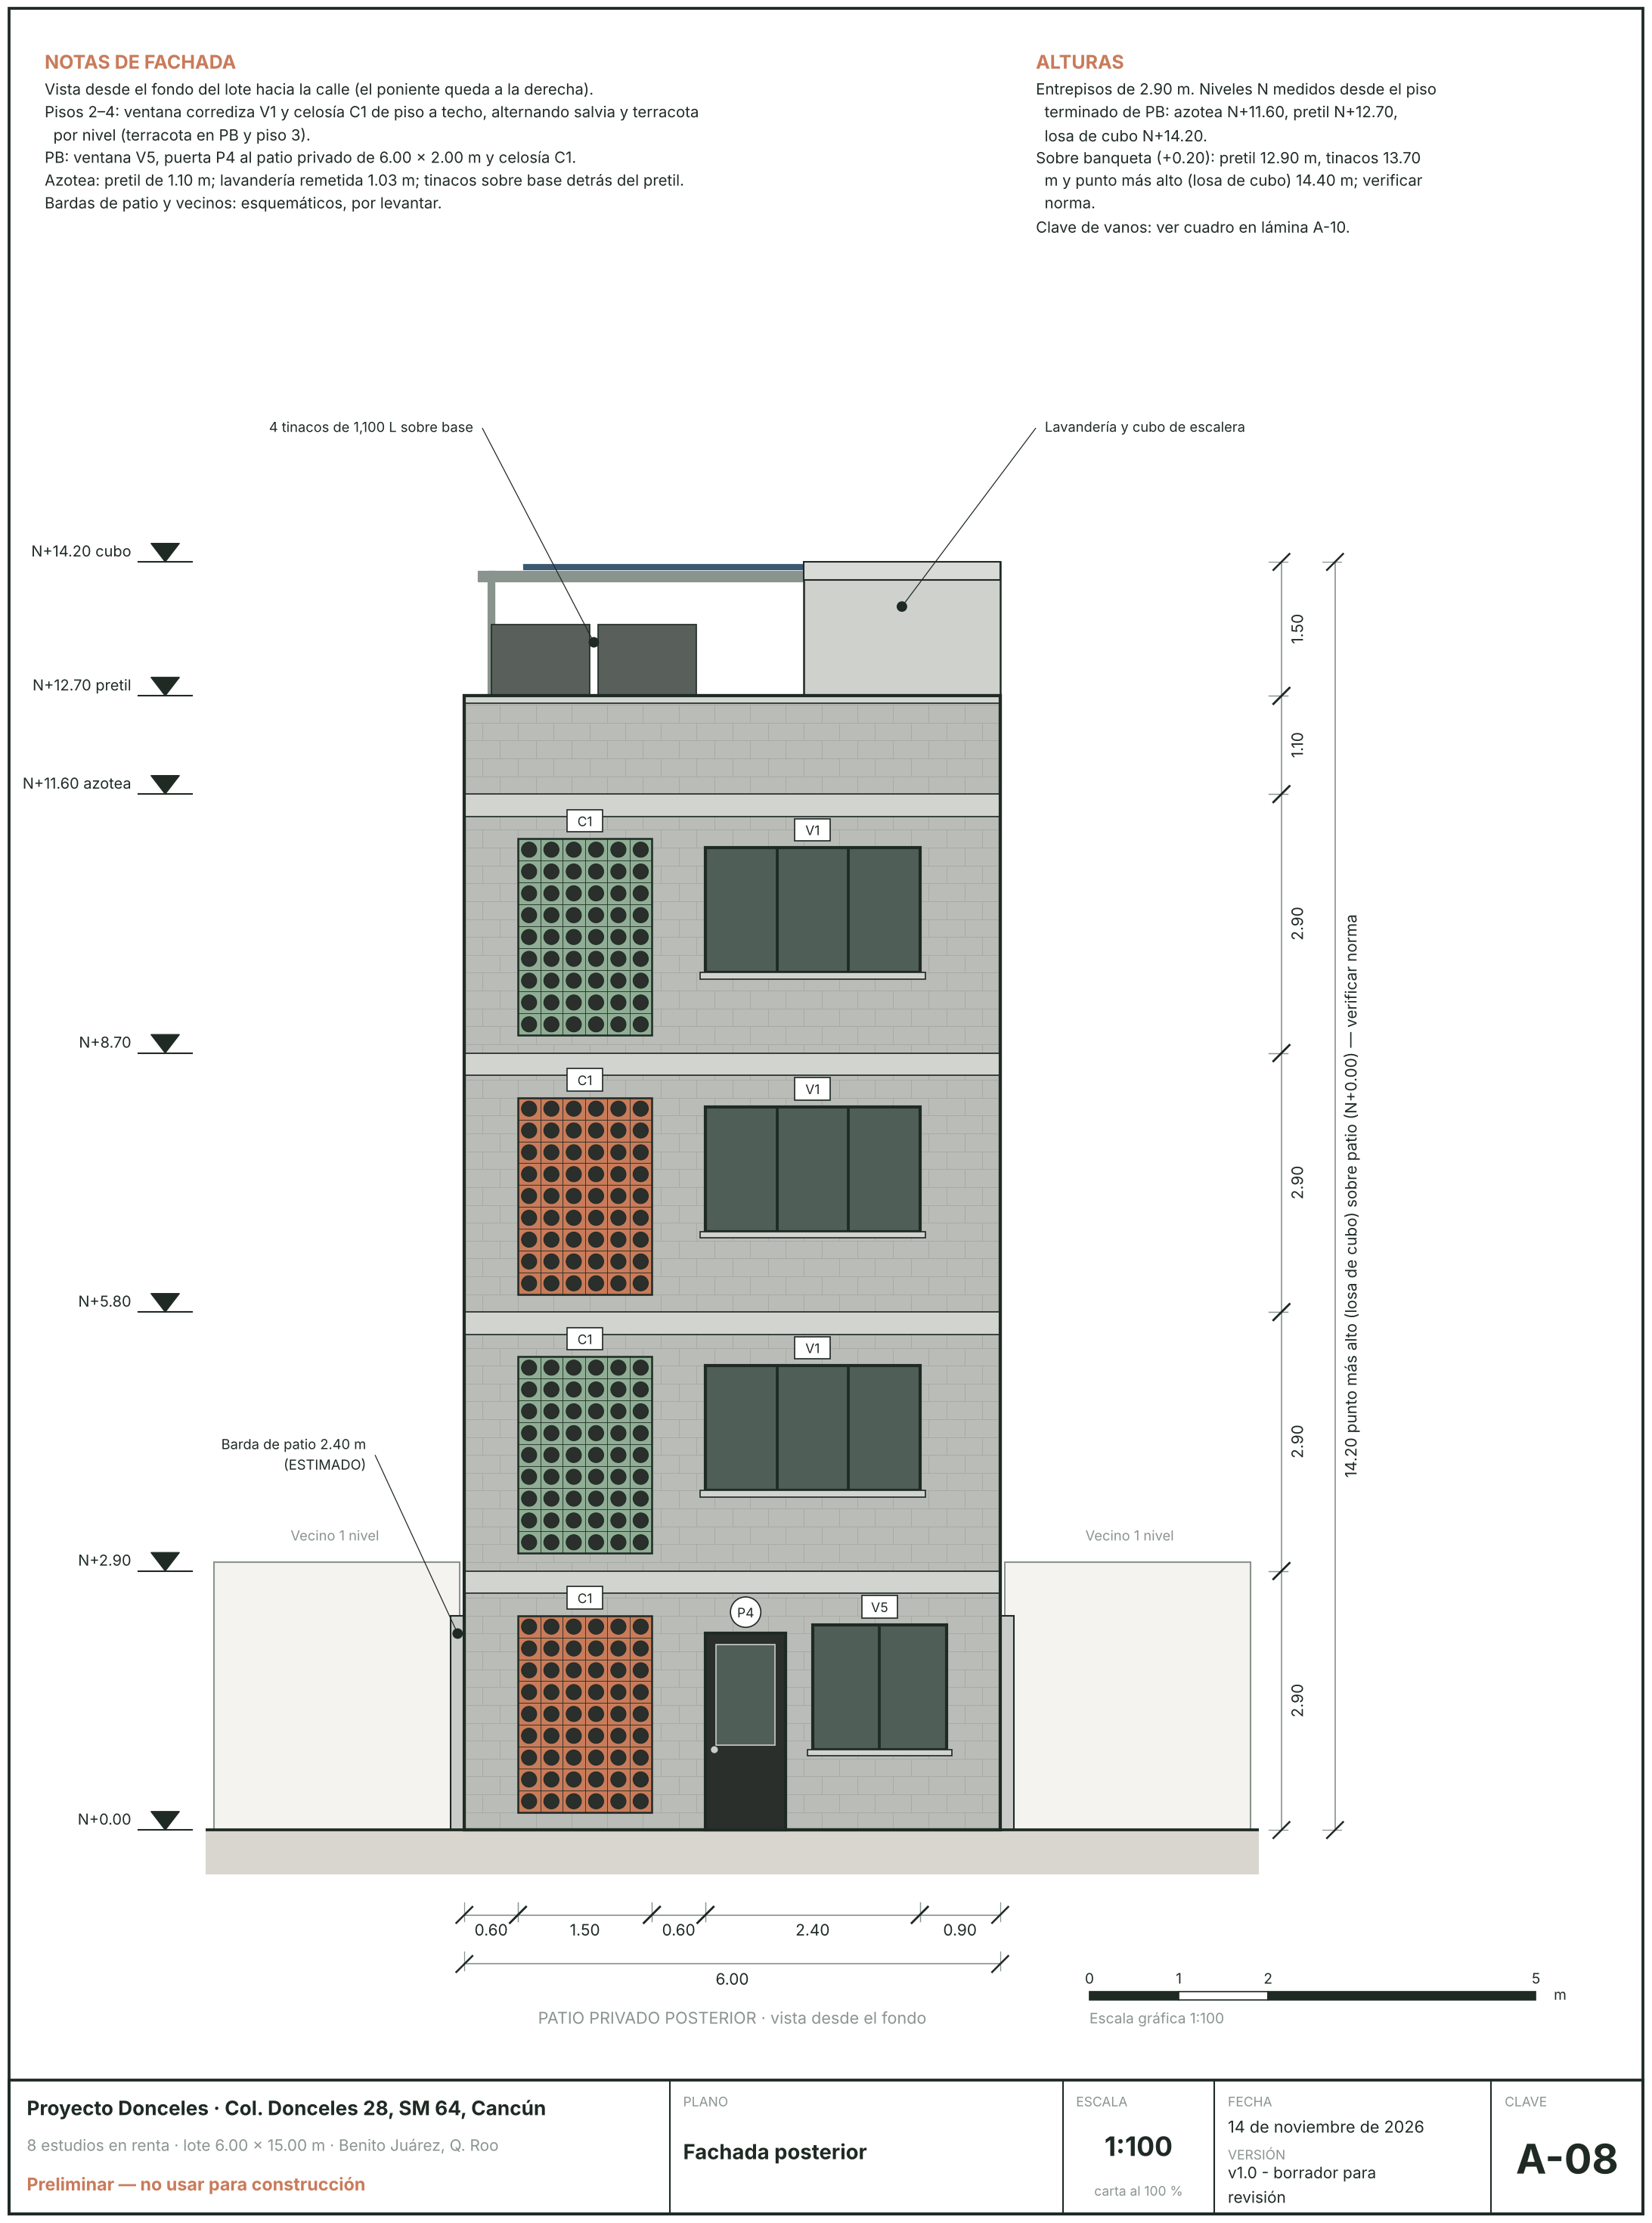 NOTAS DE FACHADA
Vista desde el fondo del lote hacia la calle (el poniente queda a la derecha).
Pisos 2–4: ventana corrediza V1 y celosía C1 de piso a techo, alternando salvia y terracota
por nivel (terracota en PB y piso 3).
PB: ventana V5, puerta P4 al patio privado de 6.00 × 2.00 m y celosía C1.
Azotea: pretil de 1.10 m; lavandería remetida 1.03 m; tinacos sobre base detrás del pretil.
Bardas de patio y vecinos: esquemáticos, por levantar.
ALTURAS
Entrepisos de 2.90 m. Niveles N medidos desde el piso
terminado de PB: azotea N+11.60, pretil N+12.70,
losa de cubo N+14.20.
Sobre banqueta (+0.20): pretil 12.90 m, tinacos 13.70
m y punto más alto (losa de cubo) 14.40 m; verificar
norma.
Clave de vanos: ver cuadro en lámina A-10.
4 tinacos de 1,100 L sobre base
Lavandería y cubo de escalera
N+14.20 cubo
1.50
N+12.70 pretil
1.10
N+11.60 azotea
C1
V1
2.90
N+8.70
C1
V1
2.90
14.20 punto más alto (losa de cubo) sobre patio (N+0.00) — verificar norma
N+5.80
C1
V1
2.90
Barda de patio 2.40 m
(ESTIMADO)
Vecino 1 nivel
Vecino 1 nivel
N+2.90
C1
P4
V5
2.90
N+0.00
0.60
1.50
0.60
2.40
0.90
6.00
PATIO PRIVADO POSTERIOR · vista desde el fondo
0
1
2
5
m
Escala gráfica 1:100
Proyecto Donceles · Col. Donceles 28, SM 64, Cancún
8 estudios en renta · lote 6.00 × 15.00 m · Benito Juárez, Q. Roo
Preliminar — no usar para construcción
PLANO
Fachada posterior
ESCALA
1:100
carta al 100 %
FECHA
14 de noviembre de 2026
VERSIÓN
v1.0 - borrador para
revisión
CLAVE
A-08